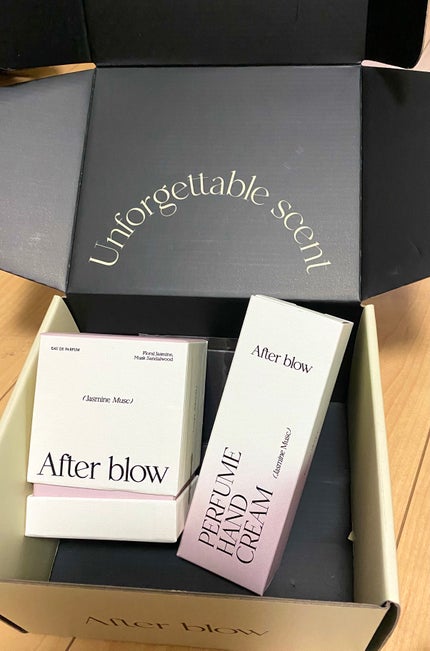 Unforgettable scent
EAU DE PARFUM
Floral Jasmine,
Musk Sandalwood
(Jasmine Musc)
After blow
After blow
(Jasmine Musc)
PERFUME
HAND
CREAM
After blow